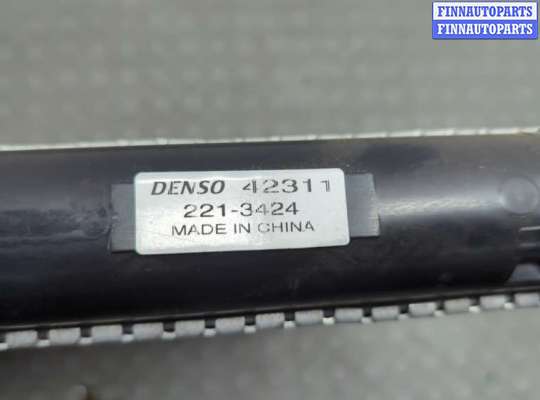 FINNAUTOPARTS
FINNAUTOPARTS
DENSO 42311
221-3424
MADE IN CHINA